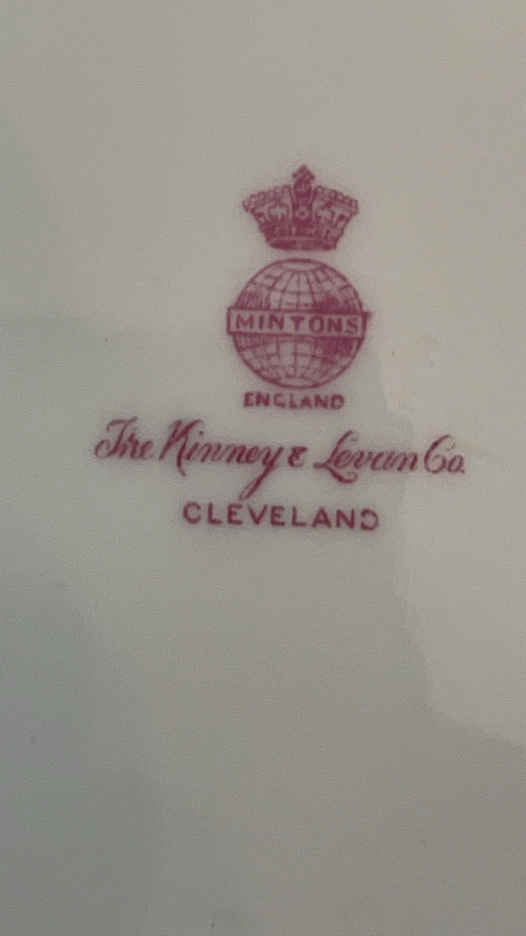 MINTONS
ENGLAND
The Kinney & Levan Co.
CLEVELAND